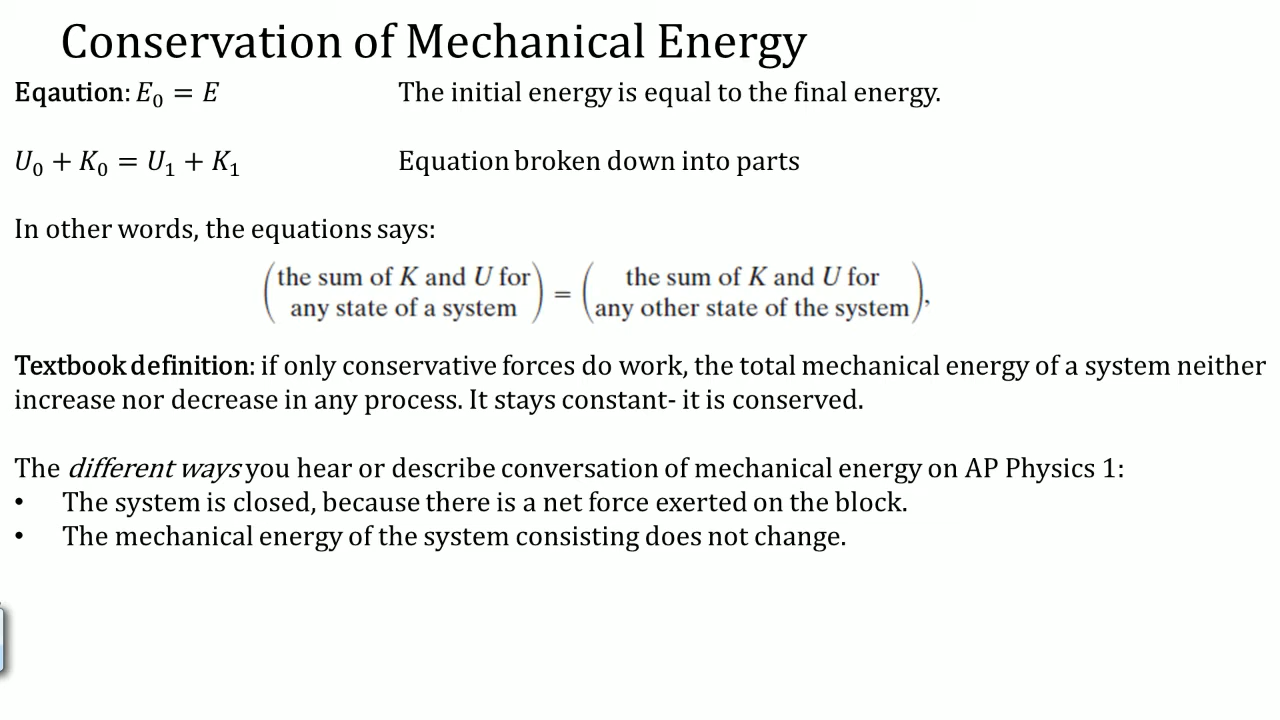 Conservation of Mechanical Energy
Eqaution: E₀ = E The initial energy is equal to the final energy.
U₀ + K₀ = U₁ + K₁ Equation broken down into parts
In other words, the equations says:
(the sum of K and U for any state of a system) = (the sum of K and U for any other state of the system),
Textbook definition: if only conservative forces do work, the total mechanical energy of a system neither
increase nor decrease in any process. It stays constant- it is conserved.
The different ways you hear or describe conversation of mechanical energy on AP Physics 1:
• The system is closed, because there is a net force exerted on the block.
• The mechanical energy of the system consisting does not change.